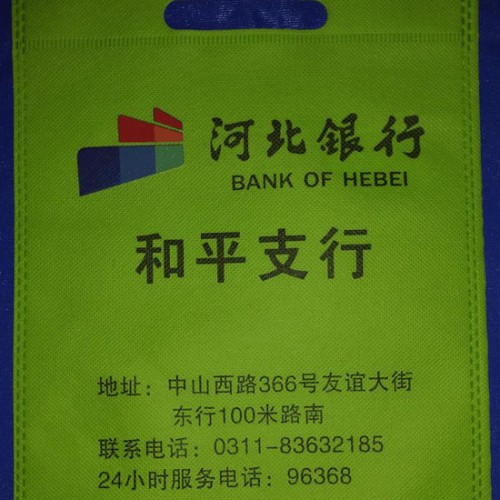 河北银行
BANK OF HEBEI
和平支行
地址：中山西路366号友谊大街
东行100米路南
联系电话：0311-83632185
24小时服务电话：96368